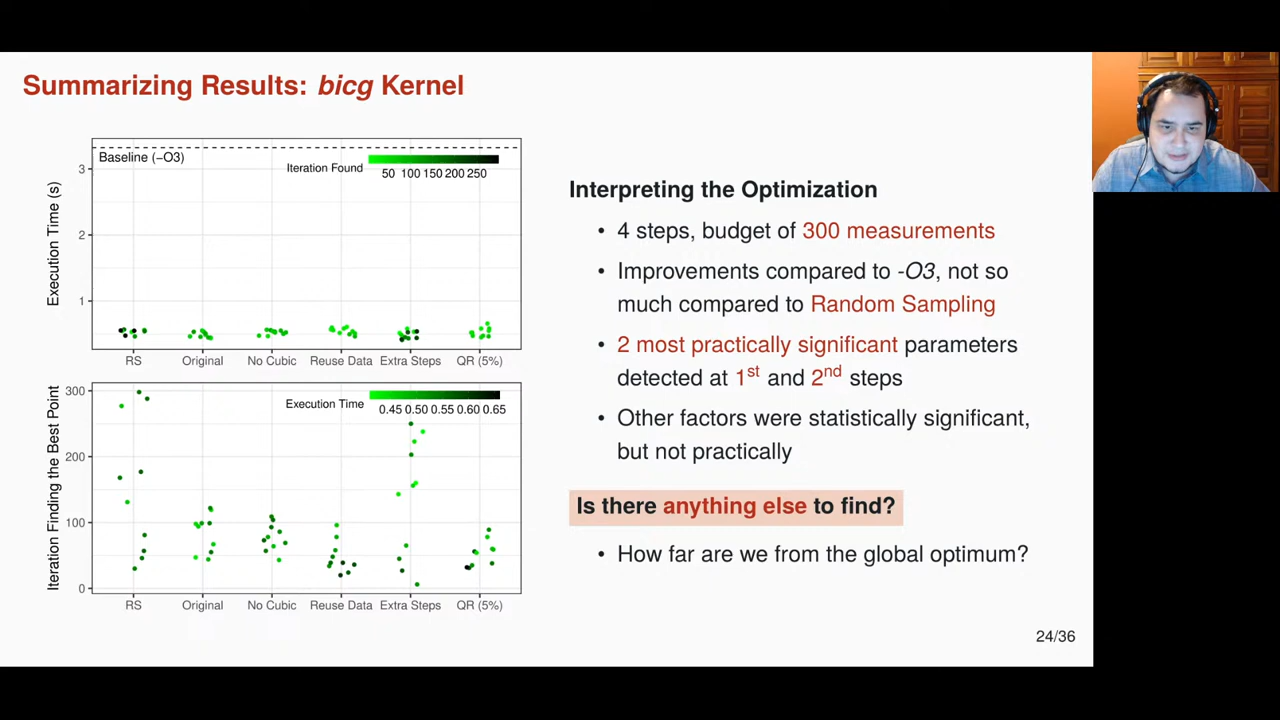 Summarizing Results: bicg Kernel
Baseline (−O3)
Iteration Found
50 100 150 200 250
Execution Time (s)
3
2
1
RS Original No Cubic Reuse Data Extra Steps QR (5%)
Execution Time
0.45 0.50 0.55 0.60 0.65
Iteration Finding the Best Point
300
200
100
0
RS Original No Cubic Reuse Data Extra Steps QR (5%)
Interpreting the Optimization
• 4 steps, budget of 300 measurements
• Improvements compared to -O3, not so
much compared to Random Sampling
• 2 most practically significant parameters
detected at 1st and 2nd steps
• Other factors were statistically significant,
but not practically
Is there anything else to find?
• How far are we from the global optimum?
24/36